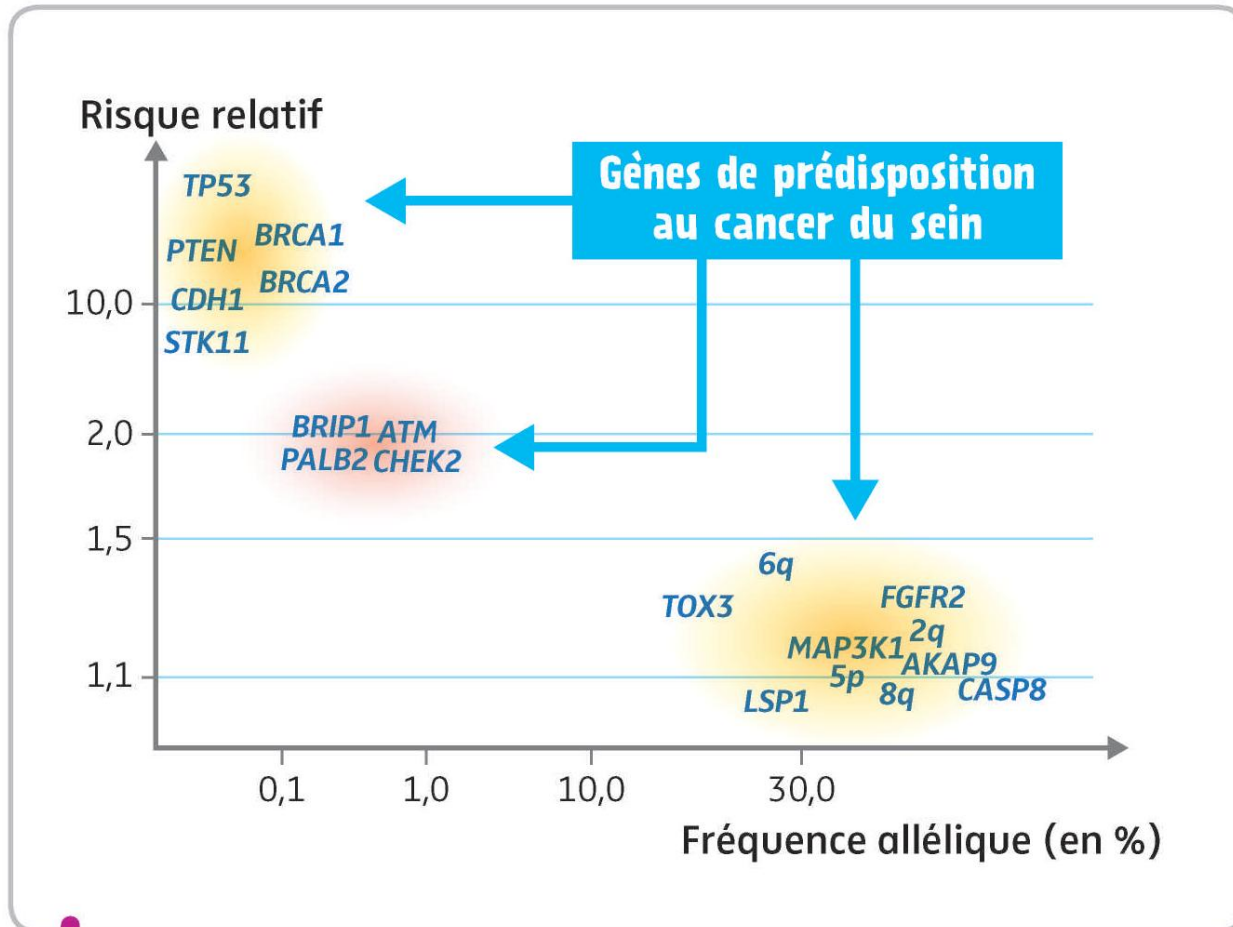 Risque relatif
Gènes de prédisposition
au cancer du sein
TP53
BRCA1
PTEN
BRCA2
10,0
CDH1
STK11
2,0
BRIP1 ATM
PALB2 CHEK2
1,5
6q
TOX3
FGFR2
2q
MAP3K1
AKAP9
1,1
5p
8q
CASP8
LSP1
0,1 1,0 10,0 30,0
Fréquence allélique (en %)